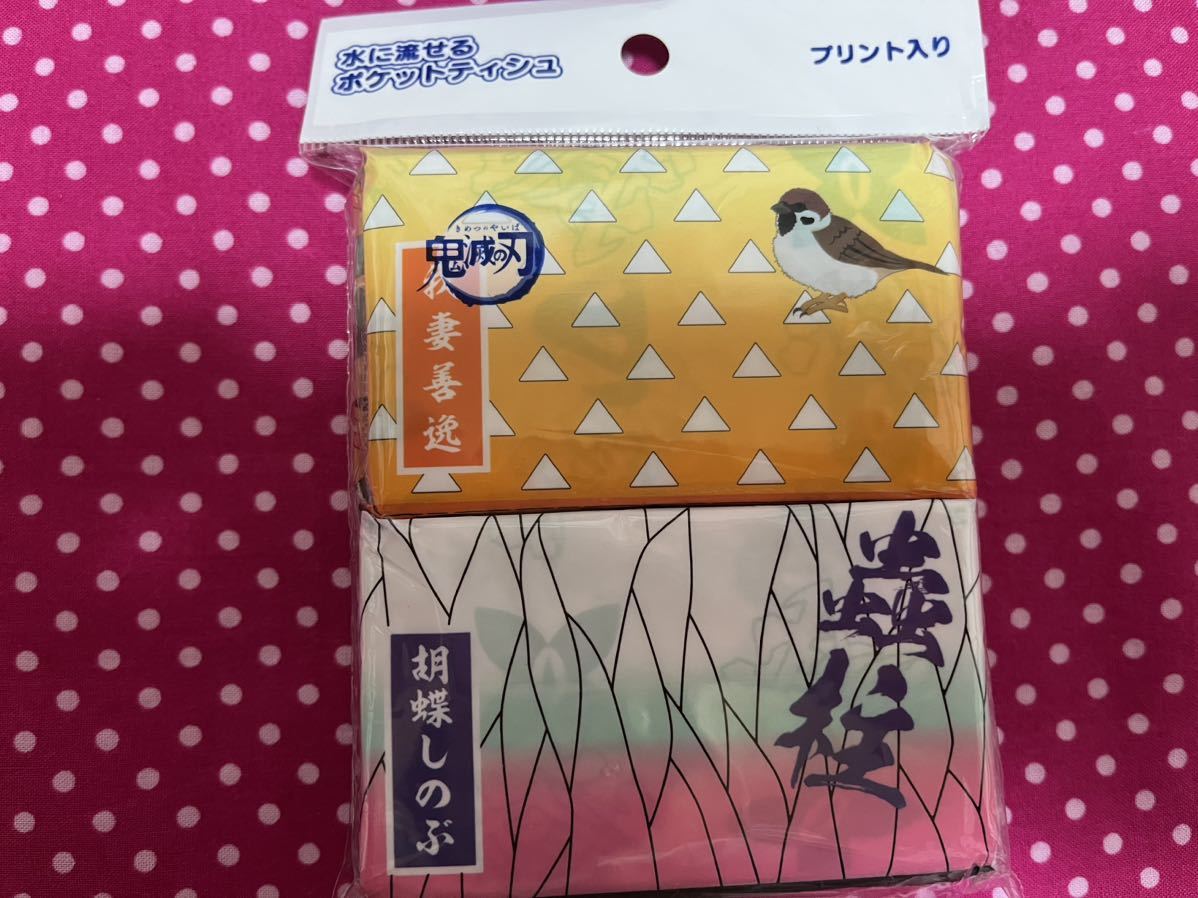 水に流せる
ポケットティシュ
プリント入り
きめつのやいば
鬼滅の刃
我妻善逸
蟲柱
胡蝶しのぶ